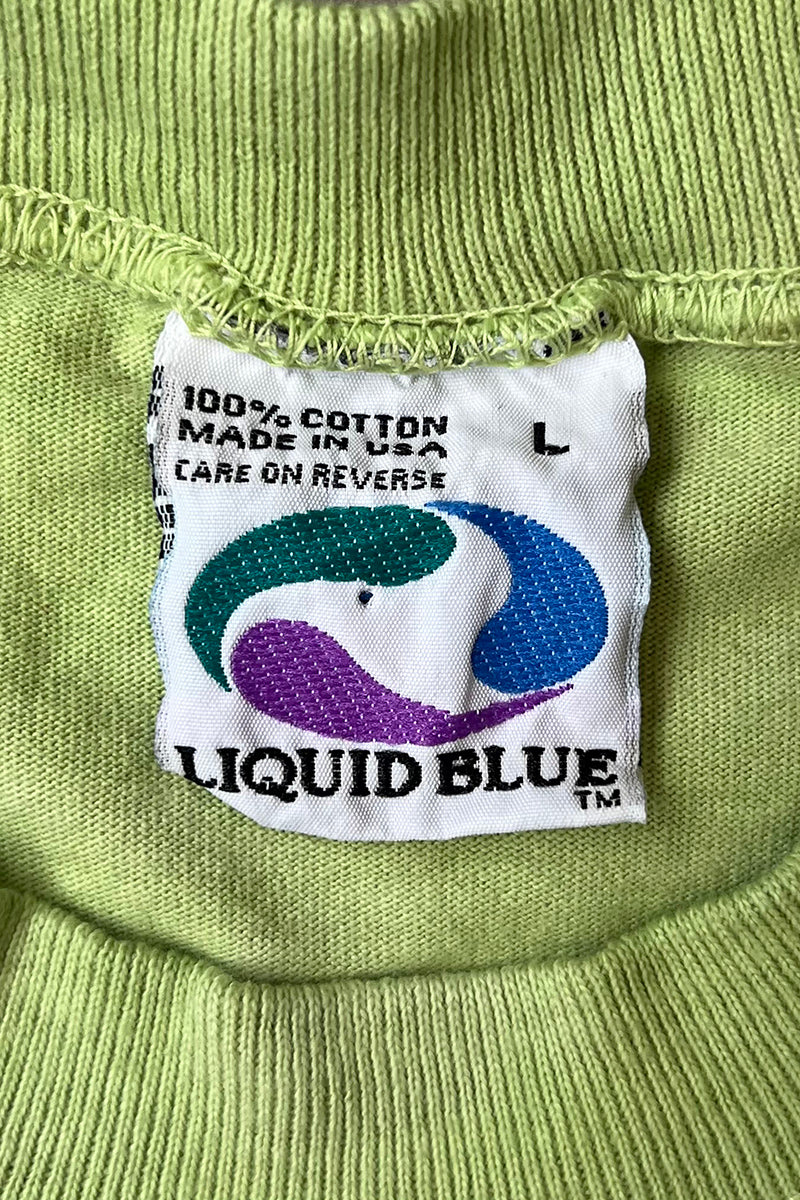 100% COTTON
MADE IN USA
CARE ON REVERSE
L
LIQUID BLUE
TM